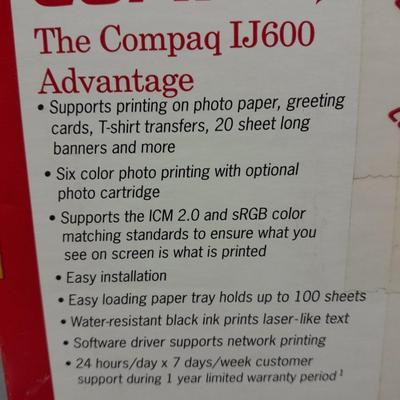 The Compaq IJ600
Advantage
• Supports printing on photo paper, greeting
cards, T-shirt transfers, 20 sheet long
banners and more
• Six color photo printing with optional
photo cartridge
• Supports the ICM 2.0 and sRGB color
matching standards to ensure what you
see on screen is what is printed
• Easy installation
• Easy loading paper tray holds up to 100 sheets
• Water-resistant black ink prints laser-like text
• Software driver supports network printing
• 24 hours/day x 7 days/week customer
support during 1 year limited warranty period¹